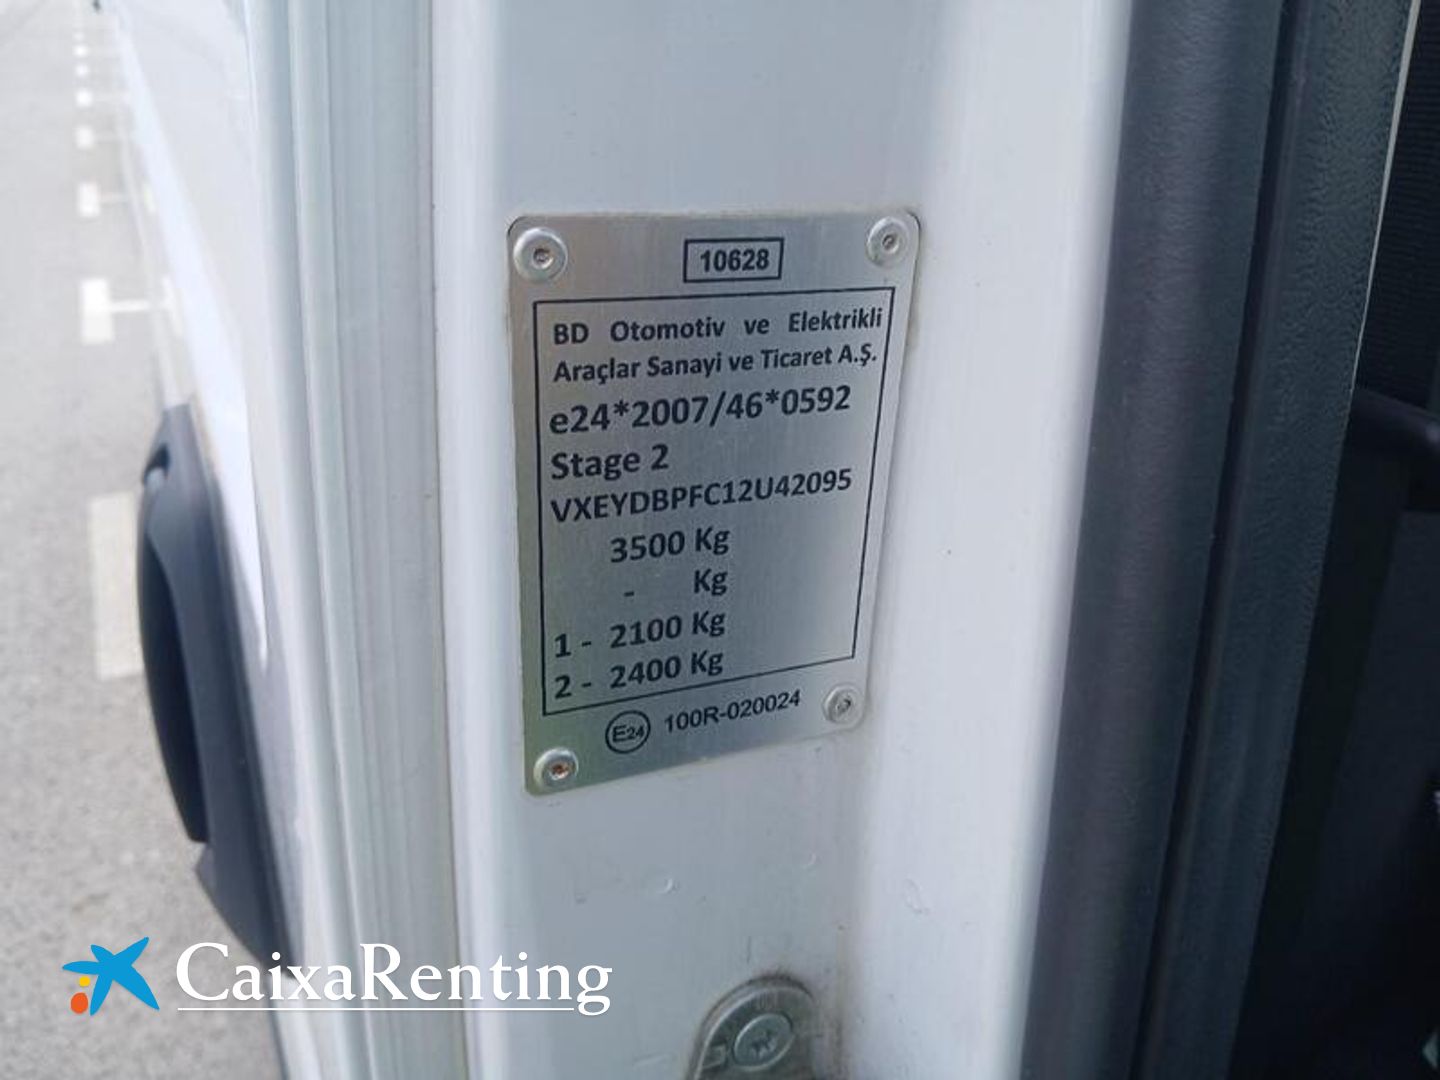 10628
BD Otomotiv ve Elektrikli
Araçlar Sanayi ve Ticaret A.Ş.
e24*2007/46*0592
Stage 2
VXEYDBPFC12U42095
3500 Kg
- Kg
1 - 2100 Kg
2 - 2400 Kg
E24 100R-020024
CaixaRenting